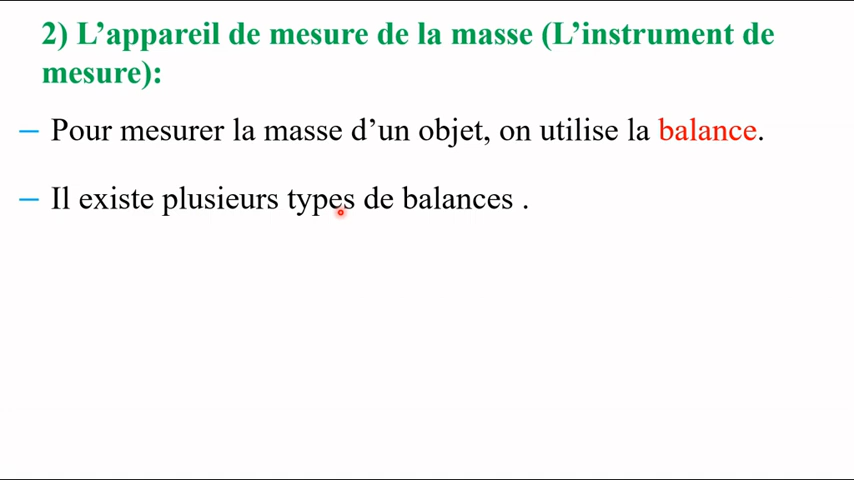 2) L’appareil de mesure de la masse (L’instrument de
mesure):
– Pour mesurer la masse d’un objet, on utilise la balance.
– Il existe plusieurs types de balances .